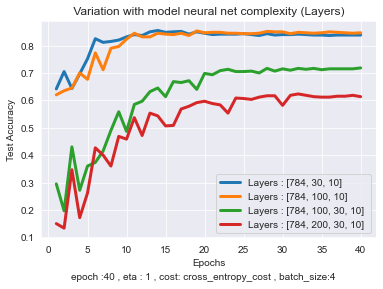 Variation with model neural net complexity (Layers)
0.8
0.7
0.6
0.5
0.4
0.3
0.2
0.1
Test Accuracy
Layers : [784, 30, 10]
Layers : [784, 100, 10]
Layers : [784, 100, 30, 10]
Layers : [784, 200, 30, 10]
0 5 10 15 20 25 30 35 40
Epochs
epoch :40 , eta : 1 , cost: cross_entropy_cost , batch_size:4